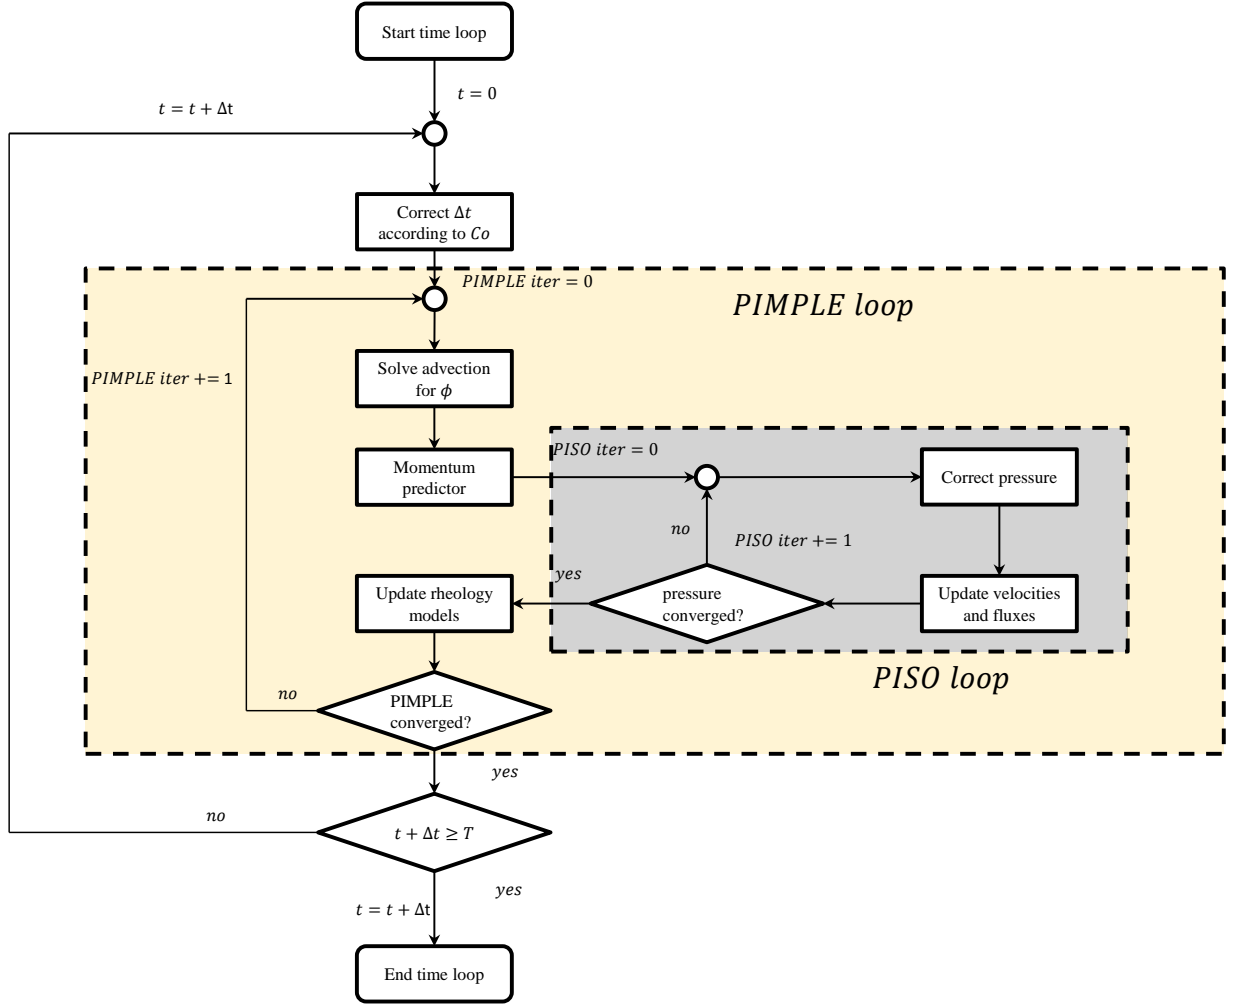 Start time loop
t = 0
t = t + Δt
Correct Δt
according to Co
PIMPLE iter = 0
PIMPLE loop
Solve advection
for ϕ
PIMPLE iter += 1
PISO iter = 0
Momentum
predictor
Correct pressure
no
PISO iter += 1
yes
Update rheology
models
pressure
converged?
Update velocities
and fluxes
PISO loop
no
PIMPLE
converged?
yes
no
t + Δt ≥ T
yes
t = t + Δt
End time loop